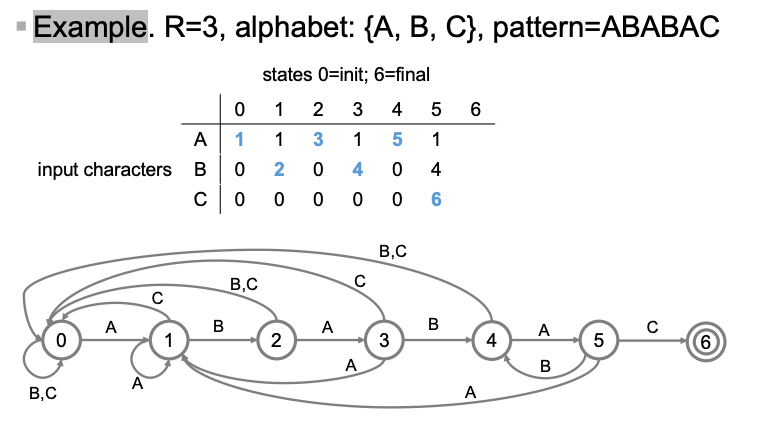 ▪ Example. R=3, alphabet: {A, B, C}, pattern=ABABAC
states 0=init; 6=final
0 1 2 3 4 5 6
A 1 1 3 1 5 1
input characters B 0 2 0 4 0 4
C 0 0 0 0 0 6
B,C
B,C C
C
A B A B A C
0 1 2 3 4 5 6
A B
B,C A A